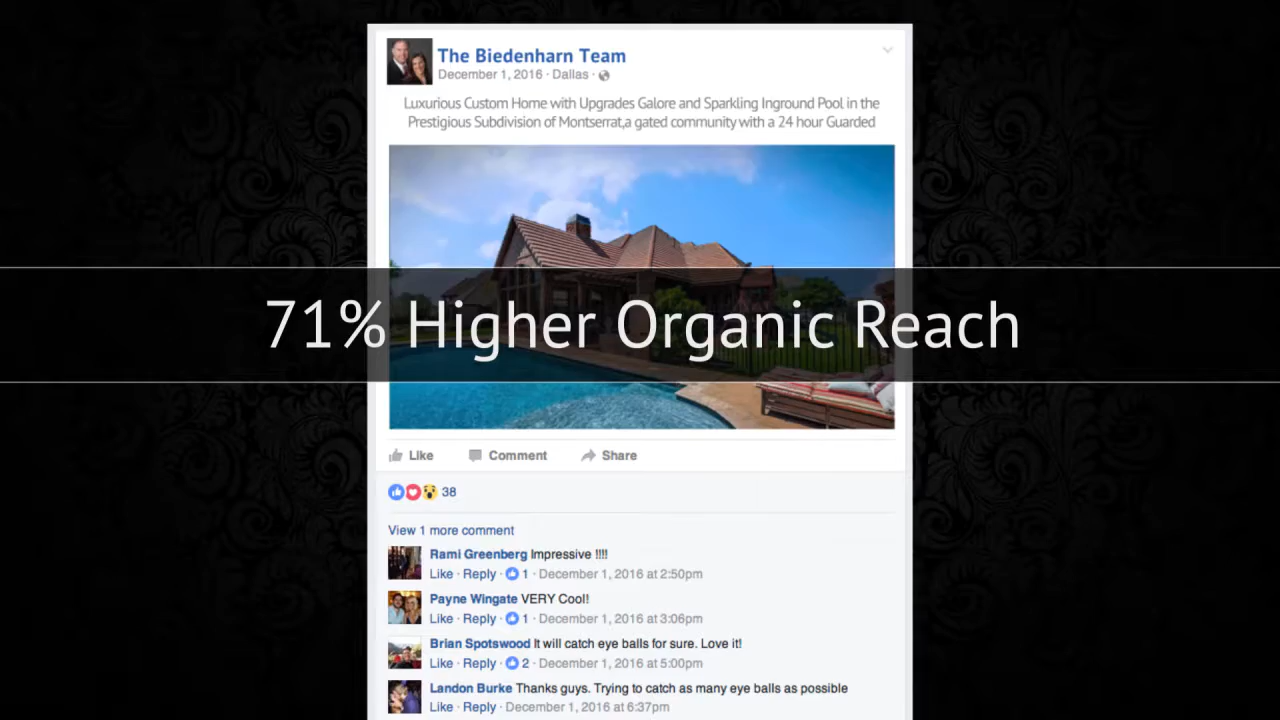 The Biedenharn Team
December 1, 2016 · Dallas ·
Luxurious Custom Home with Upgrades Galore and Sparkling Inground Pool in the
Prestigious Subdivision of Montserrat,a gated community with a 24 hour Guarded
71% Higher Organic Reach
Like Comment Share
38
View 1 more comment
Rami Greenberg Impressive !!!!
Like · Reply · 1 · December 1, 2016 at 2:50pm
Payne Wingate VERY Cool!
Like · Reply · 1 · December 1, 2016 at 3:06pm
Brian Spotswood It will catch eye balls for sure. Love it!
Like · Reply · 2 · December 1, 2016 at 5:00pm
Landon Burke Thanks guys. Trying to catch as many eye balls as possible
Like · Reply · December 1, 2016 at 6:37pm